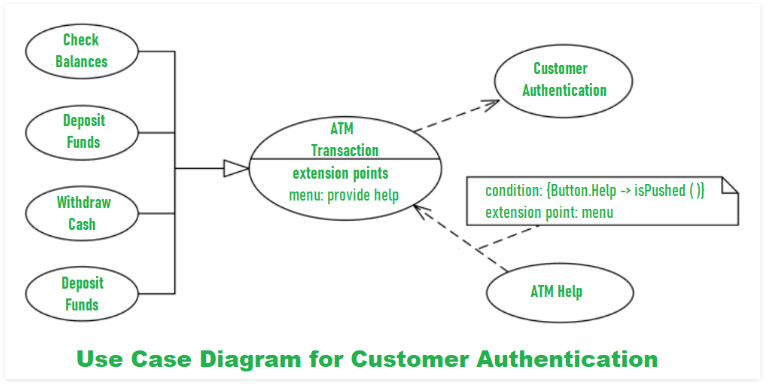 Check
Balances
Deposit
Funds
Withdraw
Cash
Deposit
Funds
ATM
Transaction
extension points
menu: provide help
Customer
Authentication
condition: {Button.Help -> isPushed ( )}
extension point: menu
ATM Help
Use Case Diagram for Customer Authentication